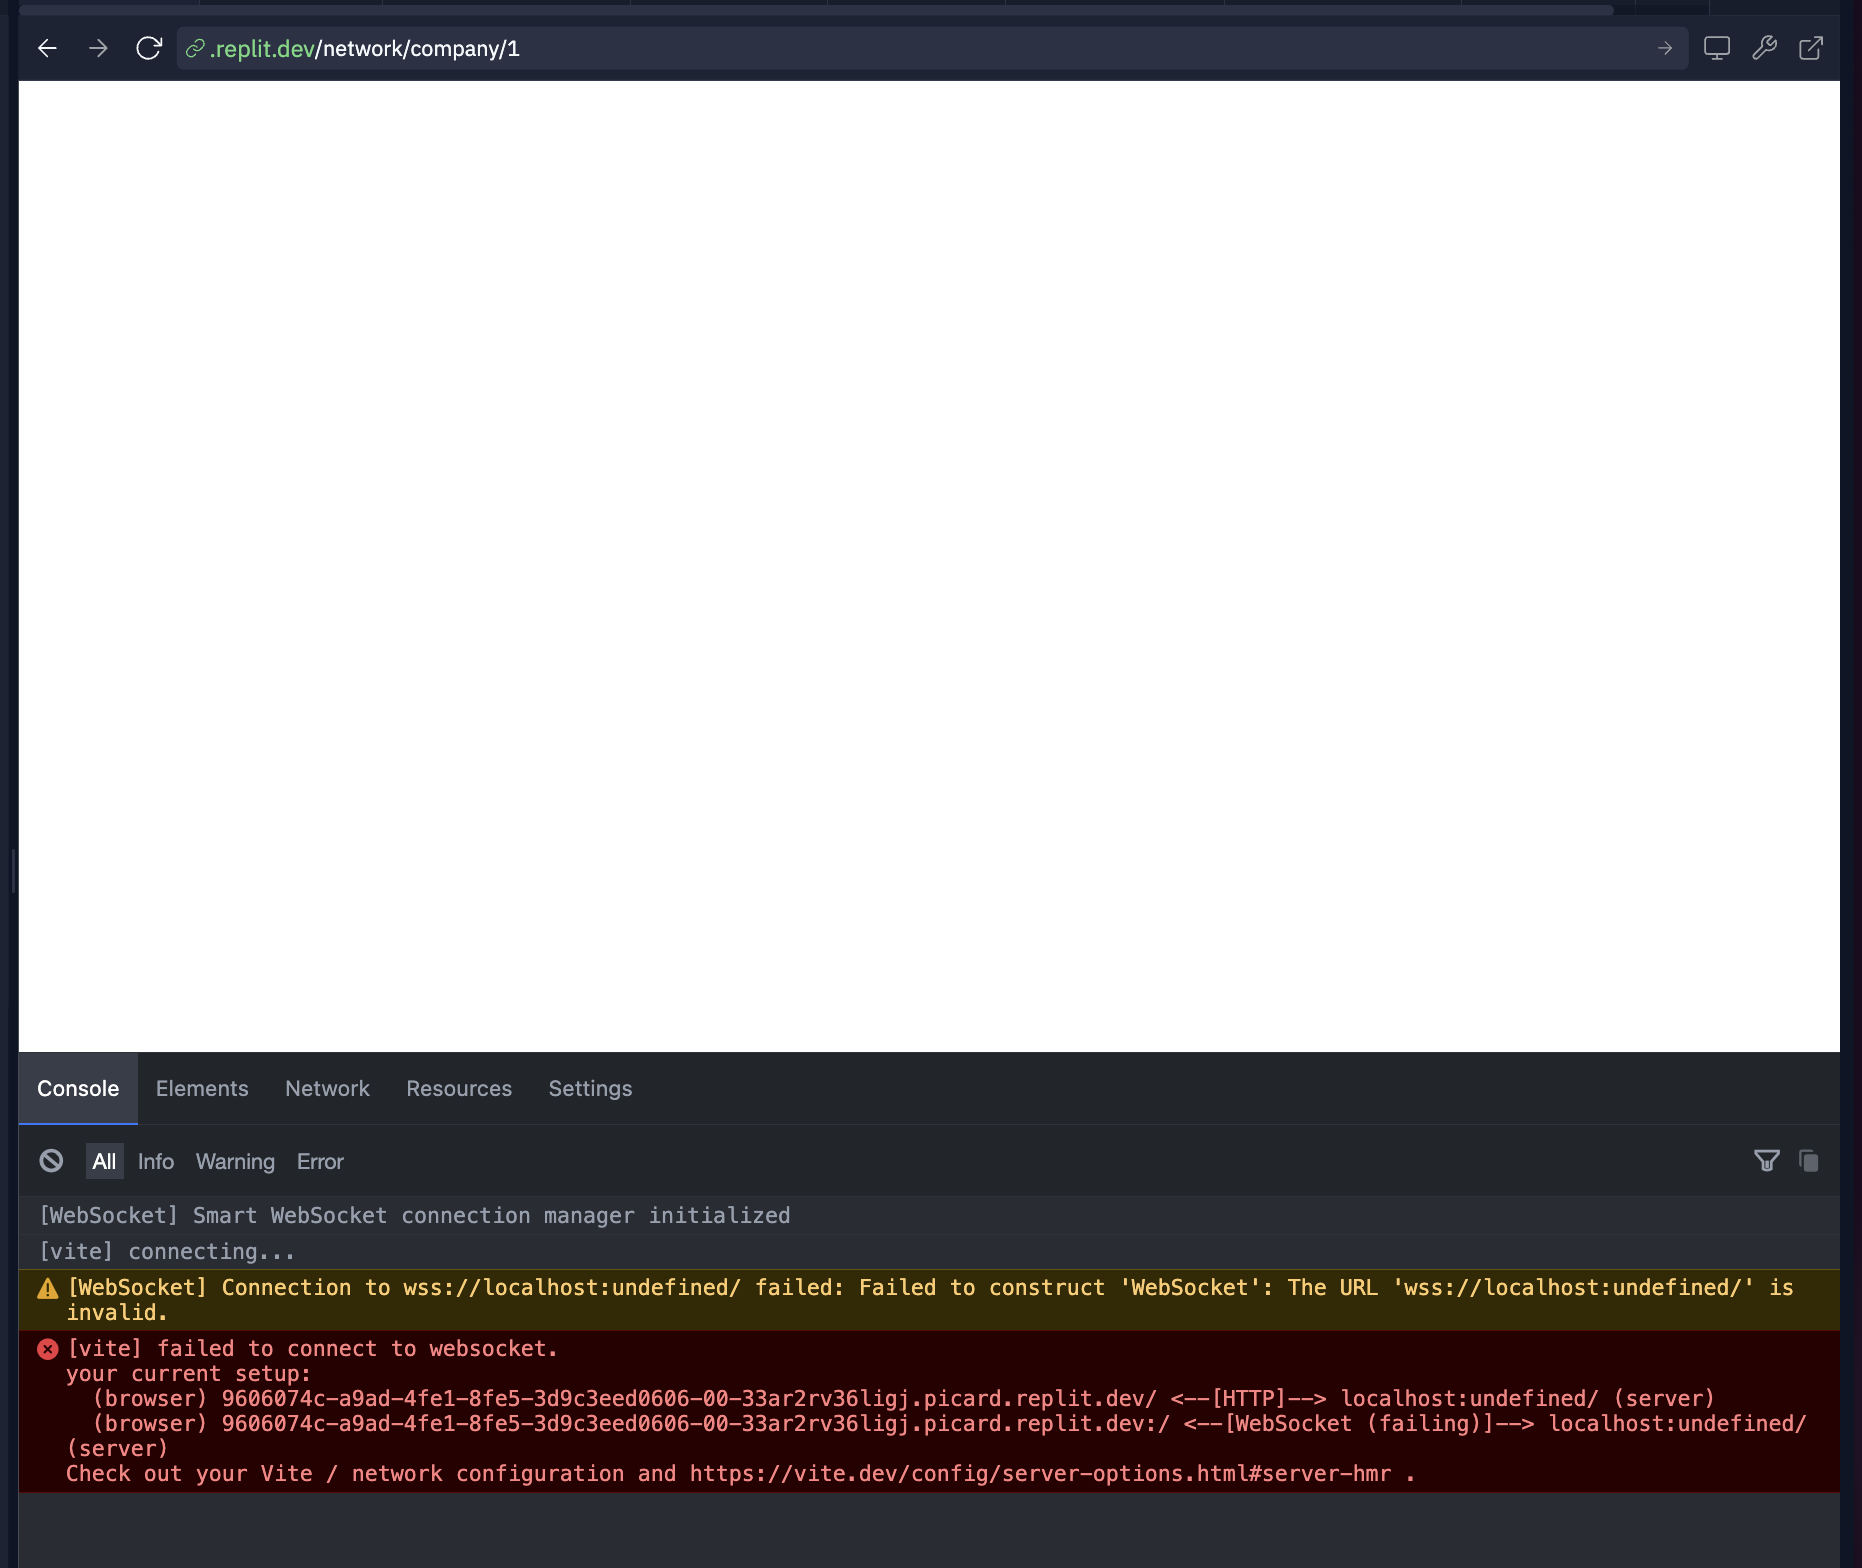 .replit.dev/network/company/1
Console Elements Network Resources Settings
All Info Warning Error
[WebSocket] Smart WebSocket connection manager initialized
[vite] connecting...
[WebSocket] Connection to wss://localhost:undefined/ failed: Failed to construct 'WebSocket': The URL 'wss://localhost:undefined/' is
invalid.
[vite] failed to connect to websocket.
your current setup:
(browser) 9606074c-a9ad-4fe1-8fe5-3d9c3eed0606-00-33ar2rv36ligj.picard.replit.dev/ <--[HTTP]--> localhost:undefined/ (server)
(browser) 9606074c-a9ad-4fe1-8fe5-3d9c3eed0606-00-33ar2rv36ligj.picard.replit.dev:/ <--[WebSocket (failing)]--> localhost:undefined/
(server)
Check out your Vite / network configuration and https://vite.dev/config/server-options.html#server-hmr .